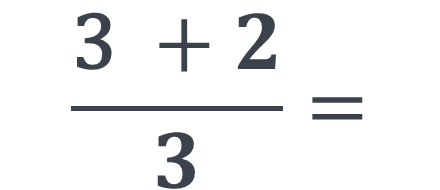 3 + 2
3
=